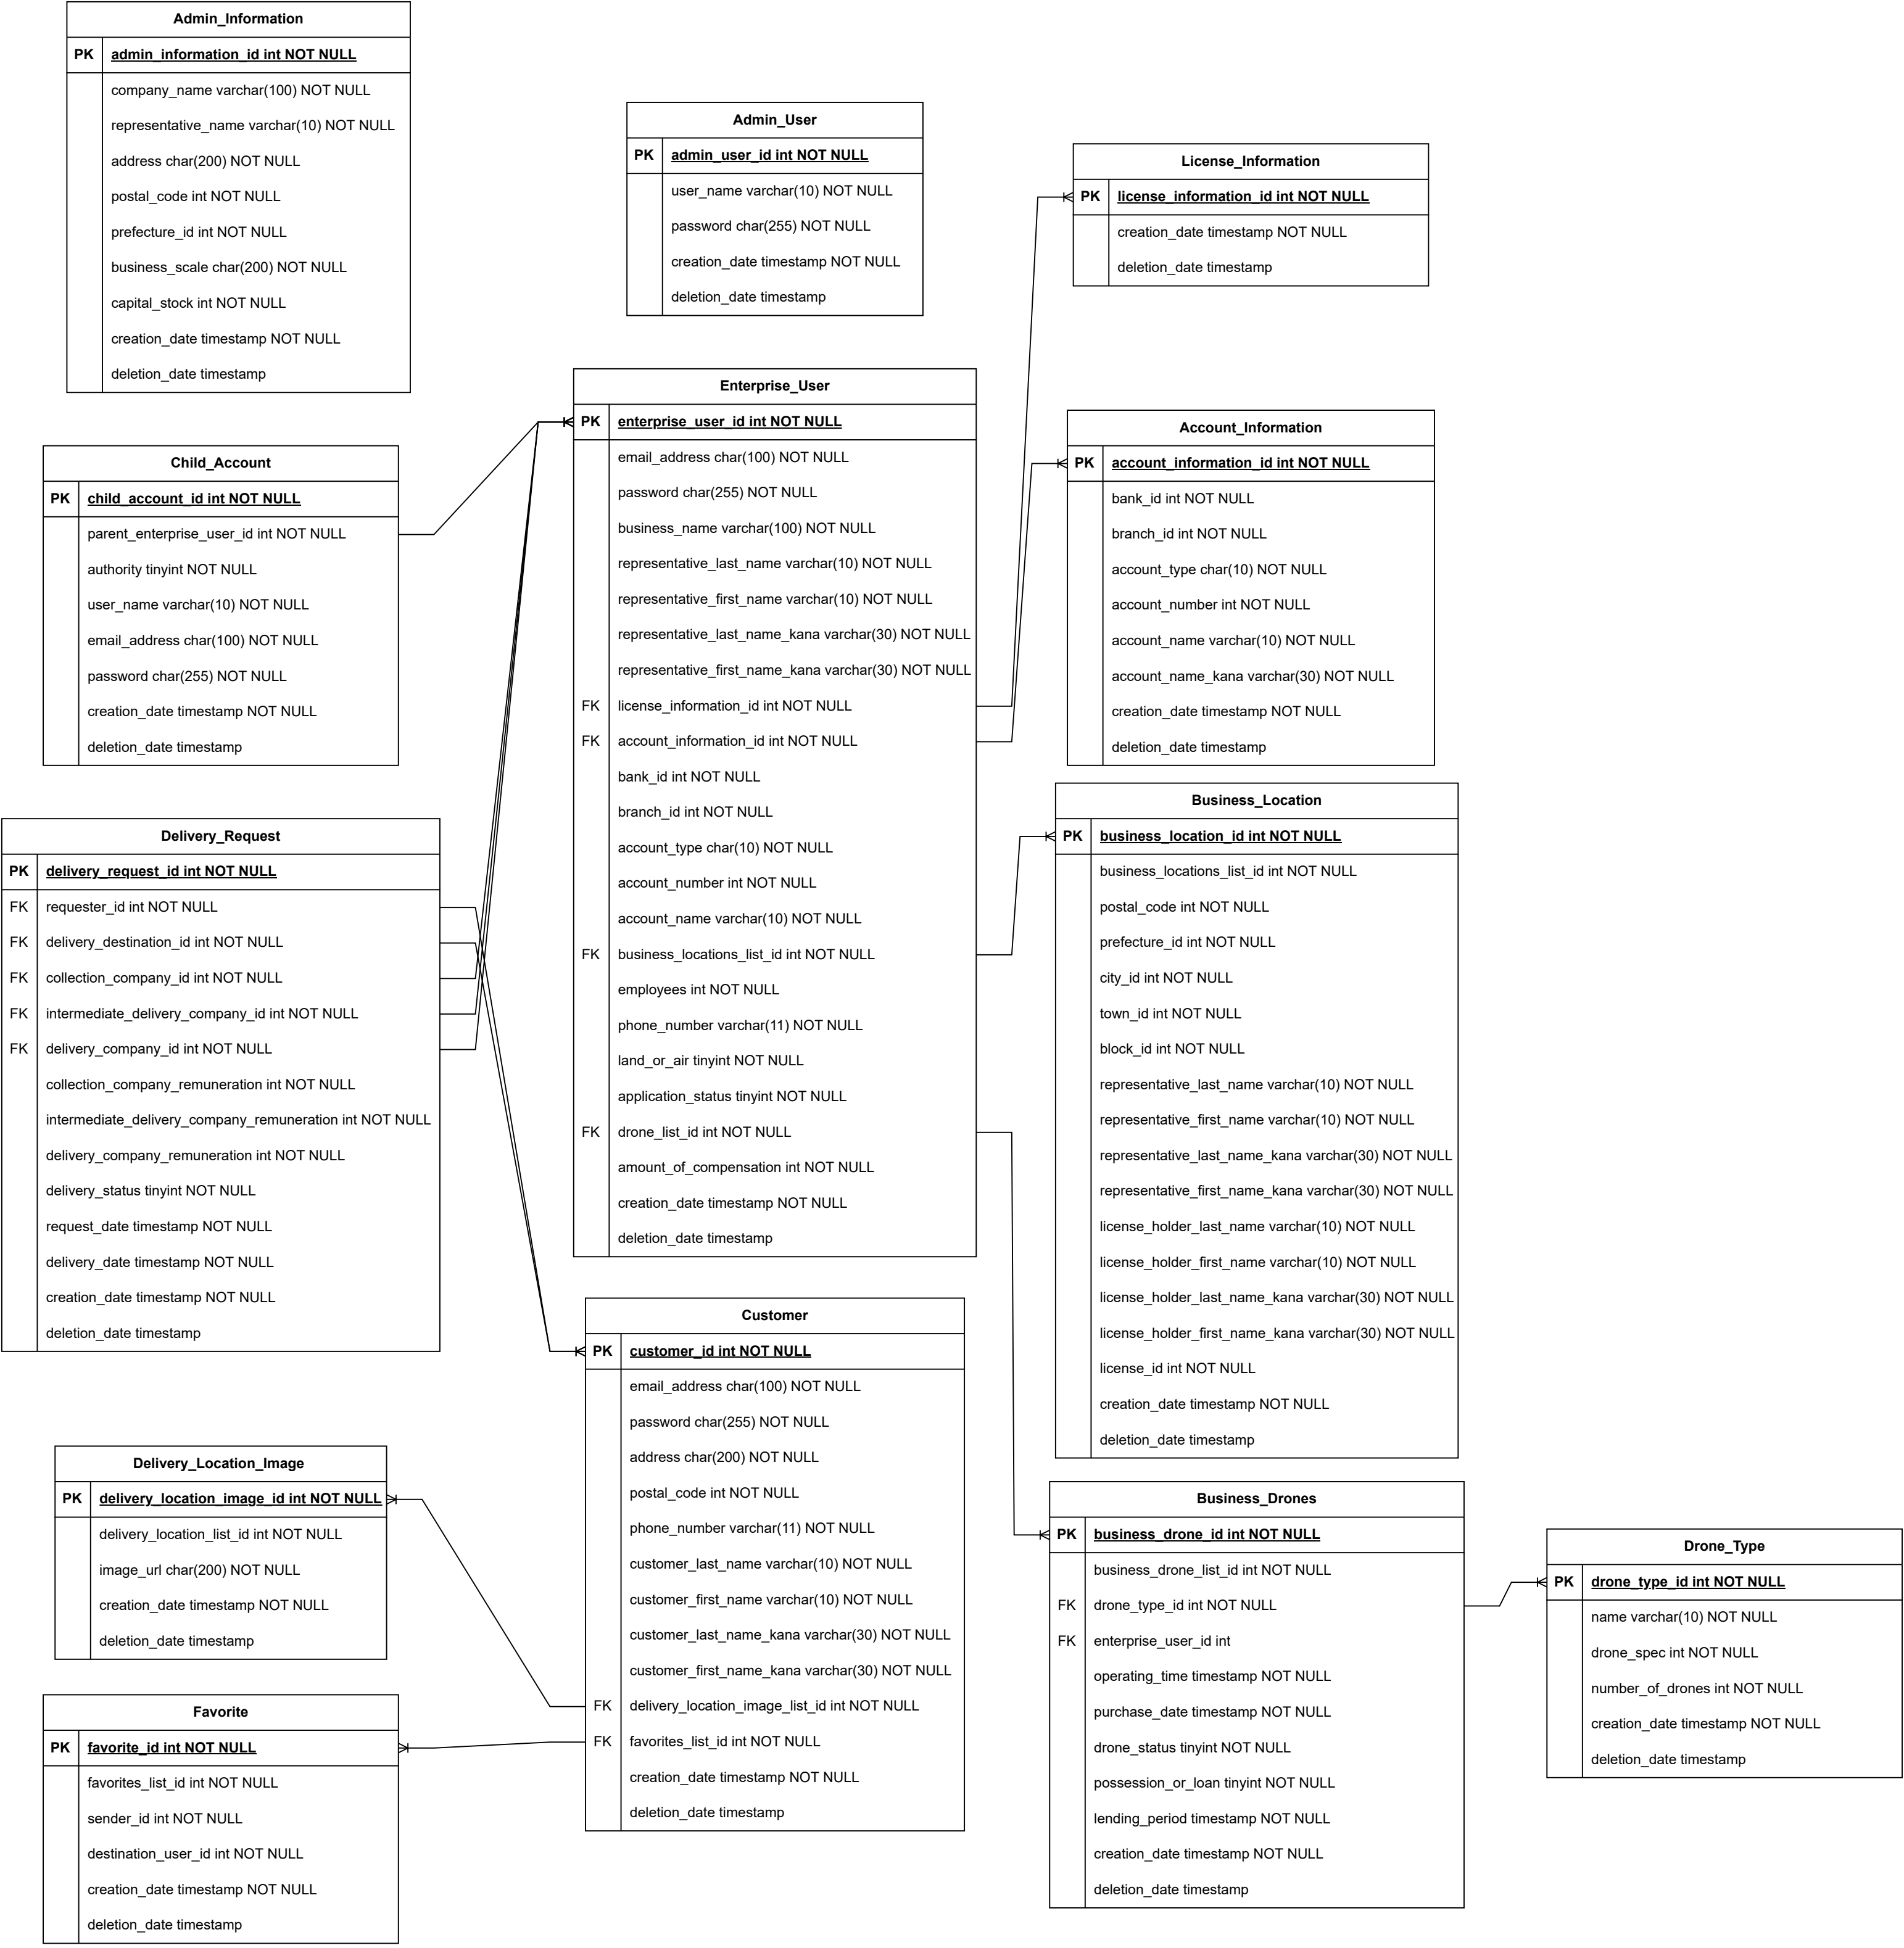 Admin_Information
PK admin_information_id int NOT NULL
company_name varchar(100) NOT NULL
representative_name varchar(10) NOT NULL
address char(200) NOT NULL
postal_code int NOT NULL
prefecture_id int NOT NULL
business_scale char(200) NOT NULL
capital_stock int NOT NULL
creation_date timestamp NOT NULL
deletion_date timestamp
Admin_User
PK admin_user_id int NOT NULL
user_name varchar(10) NOT NULL
password char(255) NOT NULL
creation_date timestamp NOT NULL
deletion_date timestamp
License_Information
PK license_information_id int NOT NULL
creation_date timestamp NOT NULL
deletion_date timestamp
Child_Account
PK child_account_id int NOT NULL
parent_enterprise_user_id int NOT NULL
authority tinyint NOT NULL
user_name varchar(10) NOT NULL
email_address char(100) NOT NULL
password char(255) NOT NULL
creation_date timestamp NOT NULL
deletion_date timestamp
Enterprise_User
PK enterprise_user_id int NOT NULL
email_address char(100) NOT NULL
password char(255) NOT NULL
business_name varchar(100) NOT NULL
representative_last_name varchar(10) NOT NULL
representative_first_name varchar(10) NOT NULL
representative_last_name_kana varchar(30) NOT NULL
representative_first_name_kana varchar(30) NOT NULL
FK license_information_id int NOT NULL
FK account_information_id int NOT NULL
bank_id int NOT NULL
branch_id int NOT NULL
account_type char(10) NOT NULL
account_number int NOT NULL
account_name varchar(10) NOT NULL
FK business_locations_list_id int NOT NULL
employees int NOT NULL
phone_number varchar(11) NOT NULL
land_or_air tinyint NOT NULL
application_status tinyint NOT NULL
FK drone_list_id int NOT NULL
amount_of_compensation int NOT NULL
creation_date timestamp NOT NULL
deletion_date timestamp
Account_Information
PK account_information_id int NOT NULL
bank_id int NOT NULL
branch_id int NOT NULL
account_type char(10) NOT NULL
account_number int NOT NULL
account_name varchar(10) NOT NULL
account_name_kana varchar(30) NOT NULL
creation_date timestamp NOT NULL
deletion_date timestamp
Delivery_Request
PK delivery_request_id int NOT NULL
FK requester_id int NOT NULL
FK delivery_destination_id int NOT NULL
FK collection_company_id int NOT NULL
FK intermediate_delivery_company_id int NOT NULL
FK delivery_company_id int NOT NULL
collection_company_remuneration int NOT NULL
intermediate_delivery_company_remuneration int NOT NULL
delivery_company_remuneration int NOT NULL
delivery_status tinyint NOT NULL
request_date timestamp NOT NULL
delivery_date timestamp NOT NULL
creation_date timestamp NOT NULL
deletion_date timestamp
Business_Location
PK business_location_id int NOT NULL
business_locations_list_id int NOT NULL
postal_code int NOT NULL
prefecture_id int NOT NULL
city_id int NOT NULL
town_id int NOT NULL
block_id int NOT NULL
representative_last_name varchar(10) NOT NULL
representative_first_name varchar(10) NOT NULL
representative_last_name_kana varchar(30) NOT NULL
representative_first_name_kana varchar(30) NOT NULL
license_holder_last_name varchar(10) NOT NULL
license_holder_first_name varchar(10) NOT NULL
license_holder_last_name_kana varchar(30) NOT NULL
license_holder_first_name_kana varchar(30) NOT NULL
license_id int NOT NULL
creation_date timestamp NOT NULL
deletion_date timestamp
Customer
PK customer_id int NOT NULL
email_address char(100) NOT NULL
password char(255) NOT NULL
address char(200) NOT NULL
postal_code int NOT NULL
phone_number varchar(11) NOT NULL
customer_last_name varchar(10) NOT NULL
customer_first_name varchar(10) NOT NULL
customer_last_name_kana varchar(30) NOT NULL
customer_first_name_kana varchar(30) NOT NULL
FK delivery_location_image_list_id int NOT NULL
FK favorites_list_id int NOT NULL
creation_date timestamp NOT NULL
deletion_date timestamp
Delivery_Location_Image
PK delivery_location_image_id int NOT NULL
delivery_location_list_id int NOT NULL
image_url char(200) NOT NULL
creation_date timestamp NOT NULL
deletion_date timestamp
Favorite
PK favorite_id int NOT NULL
favorites_list_id int NOT NULL
sender_id int NOT NULL
destination_user_id int NOT NULL
creation_date timestamp NOT NULL
deletion_date timestamp
Business_Drones
PK business_drone_id int NOT NULL
business_drone_list_id int NOT NULL
FK drone_type_id int NOT NULL
FK enterprise_user_id int
operating_time timestamp NOT NULL
purchase_date timestamp NOT NULL
drone_status tinyint NOT NULL
possession_or_loan tinyint NOT NULL
lending_period timestamp NOT NULL
creation_date timestamp NOT NULL
deletion_date timestamp
Drone_Type
PK drone_type_id int NOT NULL
name varchar(10) NOT NULL
drone_spec int NOT NULL
number_of_drones int NOT NULL
creation_date timestamp NOT NULL
deletion_date timestamp